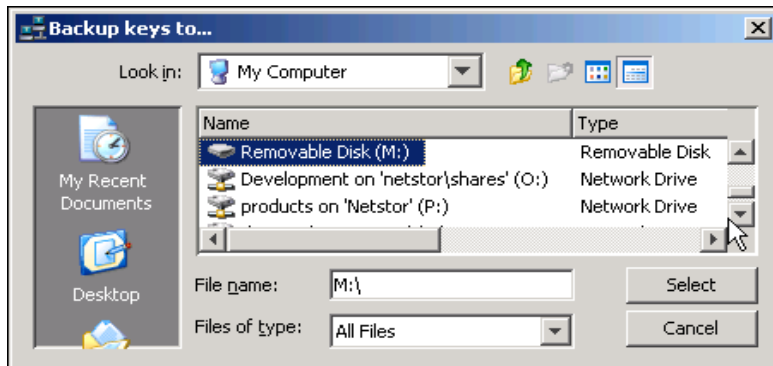 Backup keys to...
Look in:
My Computer
Name
Type
Removable Disk (M:)
Removable Disk
Development on 'netstor\shares' (O:)
Network Drive
products on 'Netstor' (P:)
Network Drive
My Recent
Documents
Desktop
File name:
M:\
Select
Files of type:
All Files
Cancel